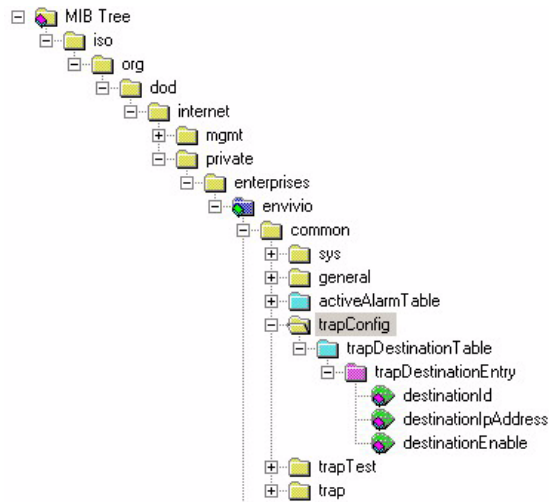 MIB Tree
iso
org
dod
internet
mgmt
private
enterprises
envivio
common
sys
general
activeAlarmTable
trapConfig
trapDestinationTable
trapDestinationEntry
destinationId
destinationIpAddress
destinationEnable
trapTest
trap